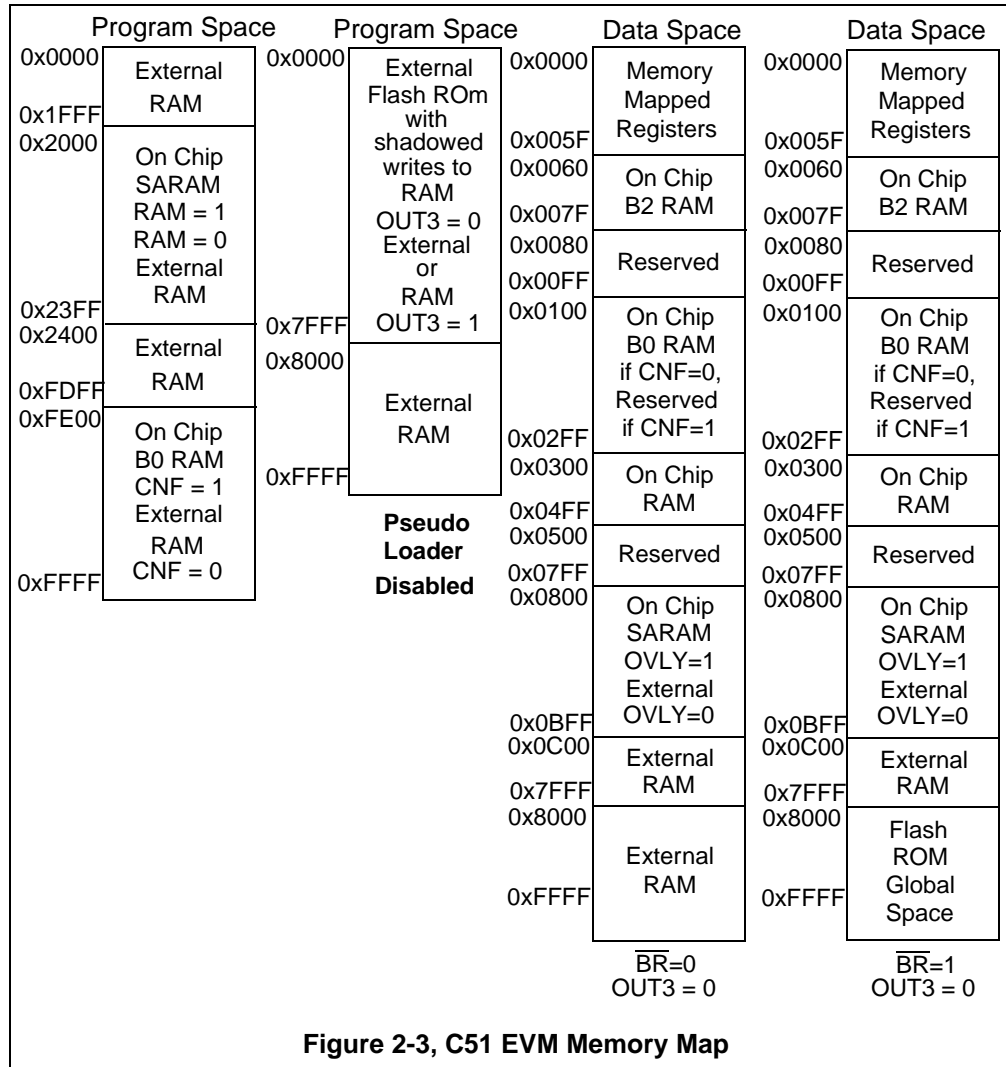 Program Space
0x0000
External
RAM
0x1FFF
0x2000
On Chip
SARAM
RAM = 1
RAM = 0
External
RAM
0x23FF
0x2400
External
RAM
0xFDFF
0xFE00
On Chip
B0 RAM
CNF = 1
External
RAM
CNF = 0
0xFFFF
Program Space
0x0000
External
Flash ROm
with
shadowed
writes to
RAM
OUT3 = 0
External
or
RAM
OUT3 = 1
0x7FFF
0x8000
External
RAM
0xFFFF
Pseudo
Loader
Disabled
Data Space
0x0000
Memory
Mapped
Registers
0x005F
0x0060
On Chip
B2 RAM
0x007F
0x0080
Reserved
0x00FF
0x0100
On Chip
B0 RAM
if CNF=0,
Reserved
if CNF=1
0x02FF
0x0300
On Chip
RAM
0x04FF
0x0500
Reserved
0x07FF
0x0800
On Chip
SARAM
OVLY=1
External
OVLY=0
0x0BFF
0x0C00
External
RAM
0x7FFF
0x8000
External
RAM
0xFFFF
B̅R̅=0
OUT3 = 0
Data Space
0x0000
Memory
Mapped
Registers
0x005F
0x0060
On Chip
B2 RAM
0x007F
0x0080
Reserved
0x00FF
0x0100
On Chip
B0 RAM
if CNF=0,
Reserved
if CNF=1
0x02FF
0x0300
On Chip
RAM
0x04FF
0x0500
Reserved
0x07FF
0x0800
On Chip
SARAM
OVLY=1
External
OVLY=0
0x0BFF
0x0C00
External
RAM
0x7FFF
0x8000
Flash
ROM
Global
Space
0xFFFF
B̅R̅=1
OUT3 = 0
Figure 2-3, C51 EVM Memory Map